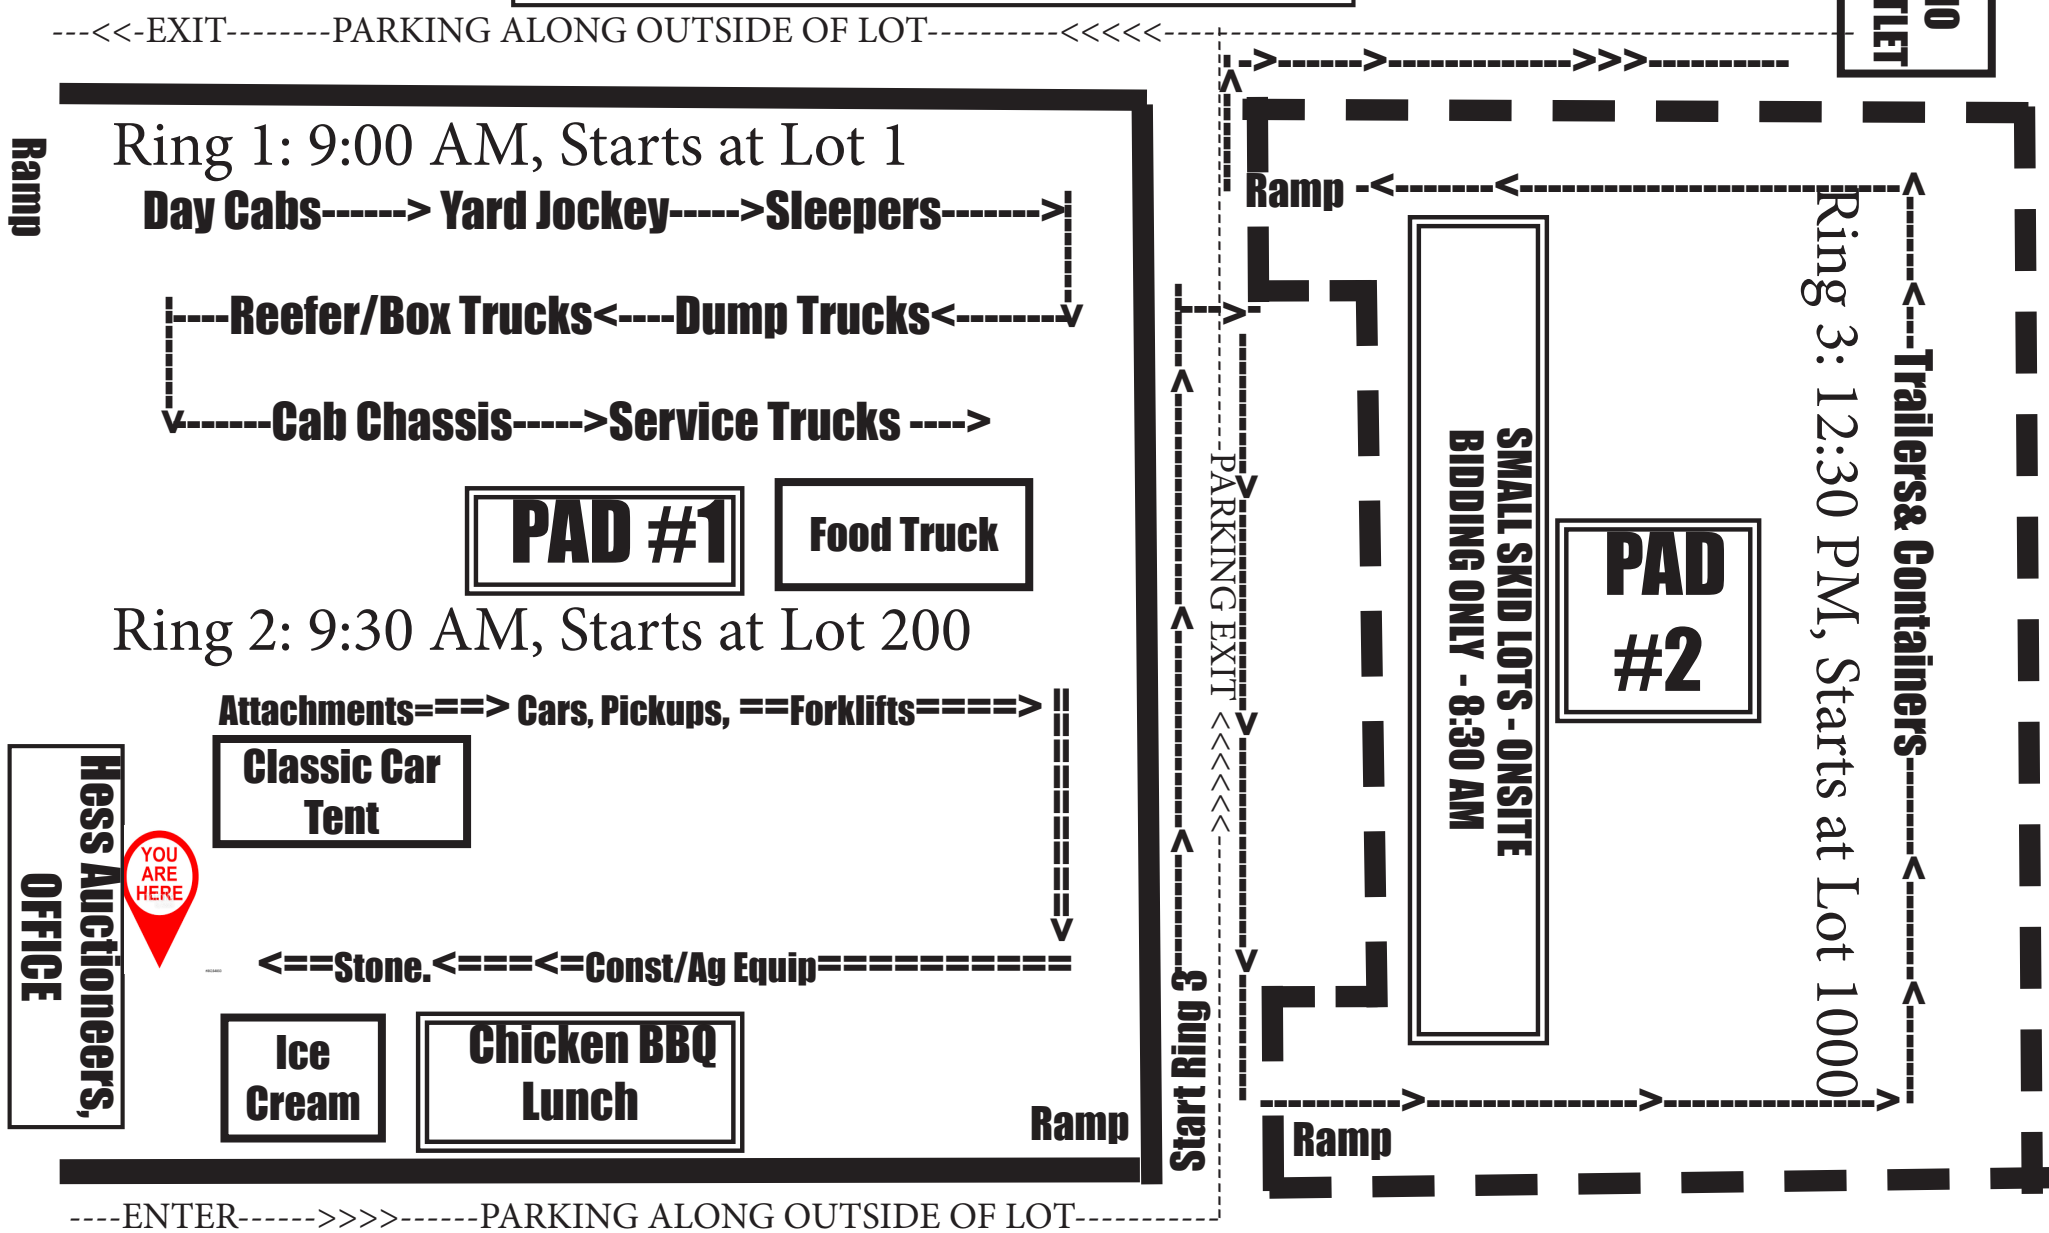 ---<<-EXIT--------PARKING ALONG OUTSIDE OF LOT----------<<<<<----
->------>------------->>>----------
Ramp
Ring 1: 9:00 AM, Starts at Lot 1
Day Cabs------> Yard Jockey----->Sleepers------->
----Reefer/Box Trucks<----Dump Trucks<--------
-------Cab Chassis----->Service Trucks ---->
PAD #1
Food Truck
Ring 2: 9:30 AM, Starts at Lot 200
Attachments===> Cars, Pickups, ==Forklifts====>
Classic Car
Tent
Hess Auctioneers,
OFFICE
YOU
ARE
HERE
<==Stone.<===<=Const/Ag Equip==========
Ice
Cream
Chicken BBQ
Lunch
Ramp
----ENTER------>>>>------PARKING ALONG OUTSIDE OF LOT-----------
Start Ring 3
PARKING EXIT <<<<<<
Ramp -<-------<-----------------------
SMALL SKID LOTS - ONSITE
BIDDING ONLY - 8:30 AM
PAD
#2
Ring 3: 12:30 PM, Starts at Lot 1000
Trailers& Containers
---------->--------------->-------------->
Ramp